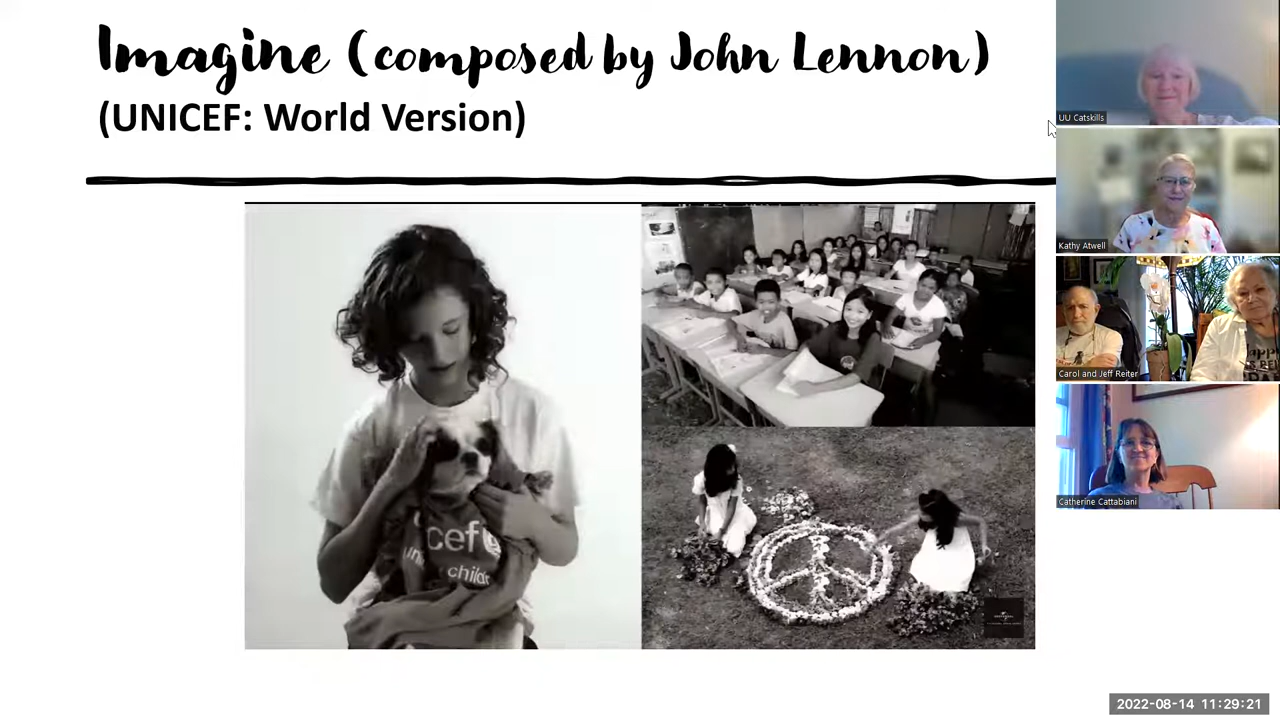 Imagine (composed by John Lennon)
(UNICEF: World Version)
UU Catskills
Kathy Atwell
Carol and Jeff Reiter
Catherine Cattabiani
2022-08-14 11:29:21